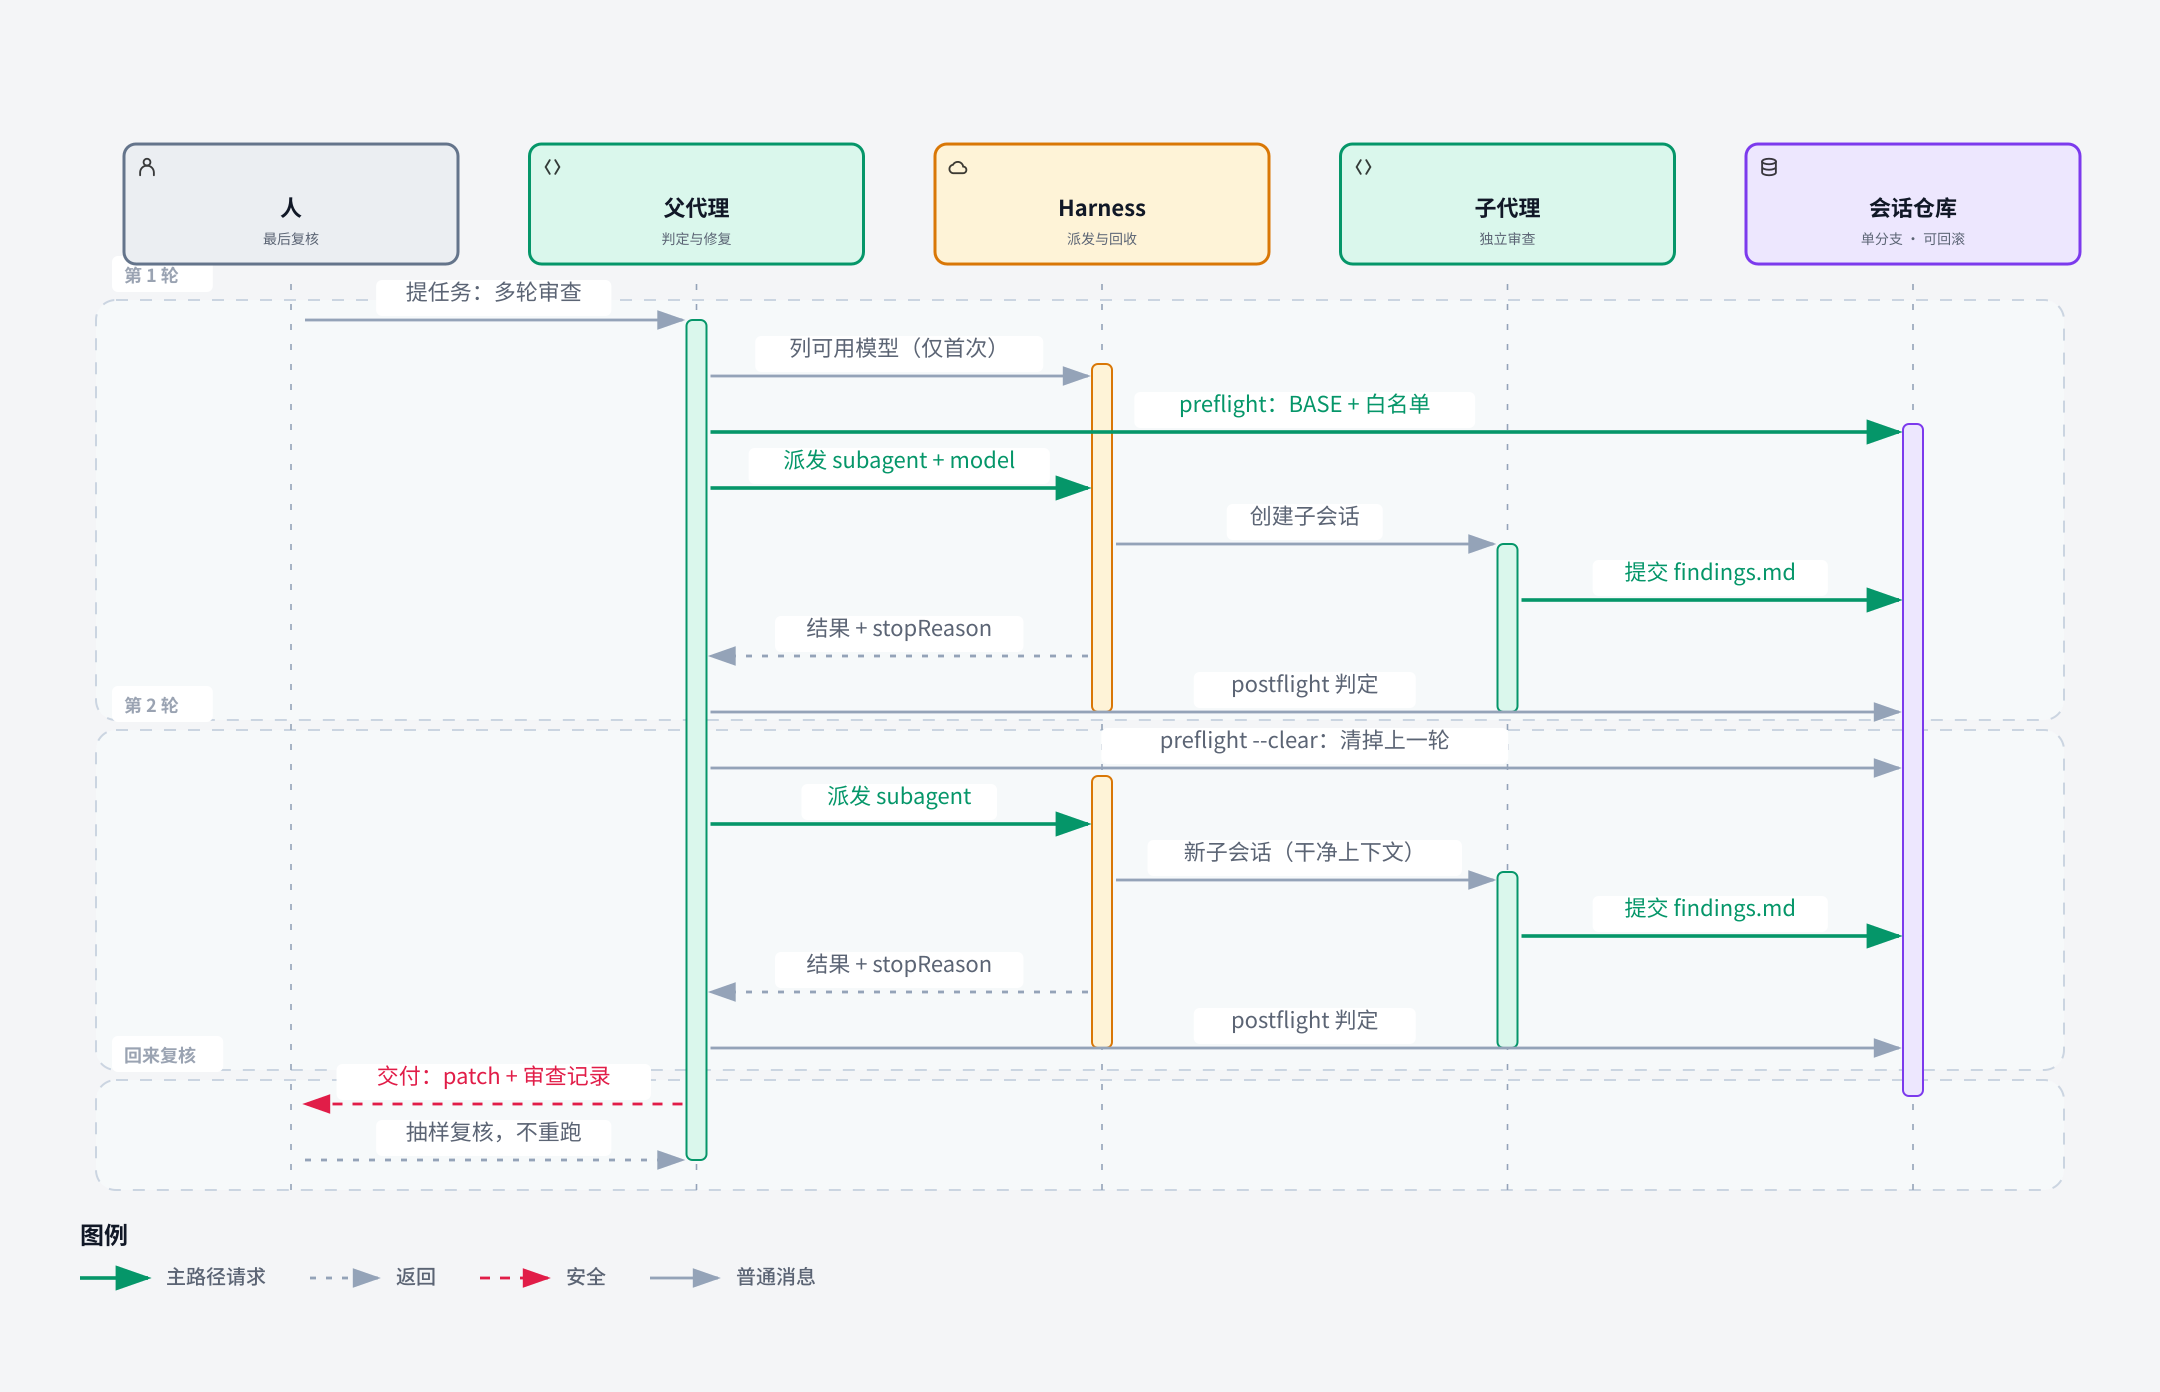 人
最后复核
父代理
判定与修复
Harness
派发与回收
子代理
独立审查
会话仓库
单分支 · 可回滚
第 1 轮
提任务：多轮审查
列可用模型（仅首次）
preflight：BASE + 白名单
派发 subagent + model
创建子会话
提交 findings.md
结果 + stopReason
postflight 判定
第 2 轮
preflight --clear：清掉上一轮
派发 subagent
新子会话（干净上下文）
提交 findings.md
结果 + stopReason
postflight 判定
回来复核
交付：patch + 审查记录
抽样复核，不重跑
图例
主路径请求
返回
安全
普通消息